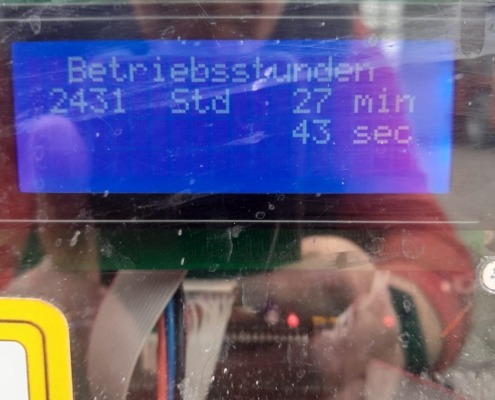 Betriebsstunden
2431 Std 27 min
43 sec